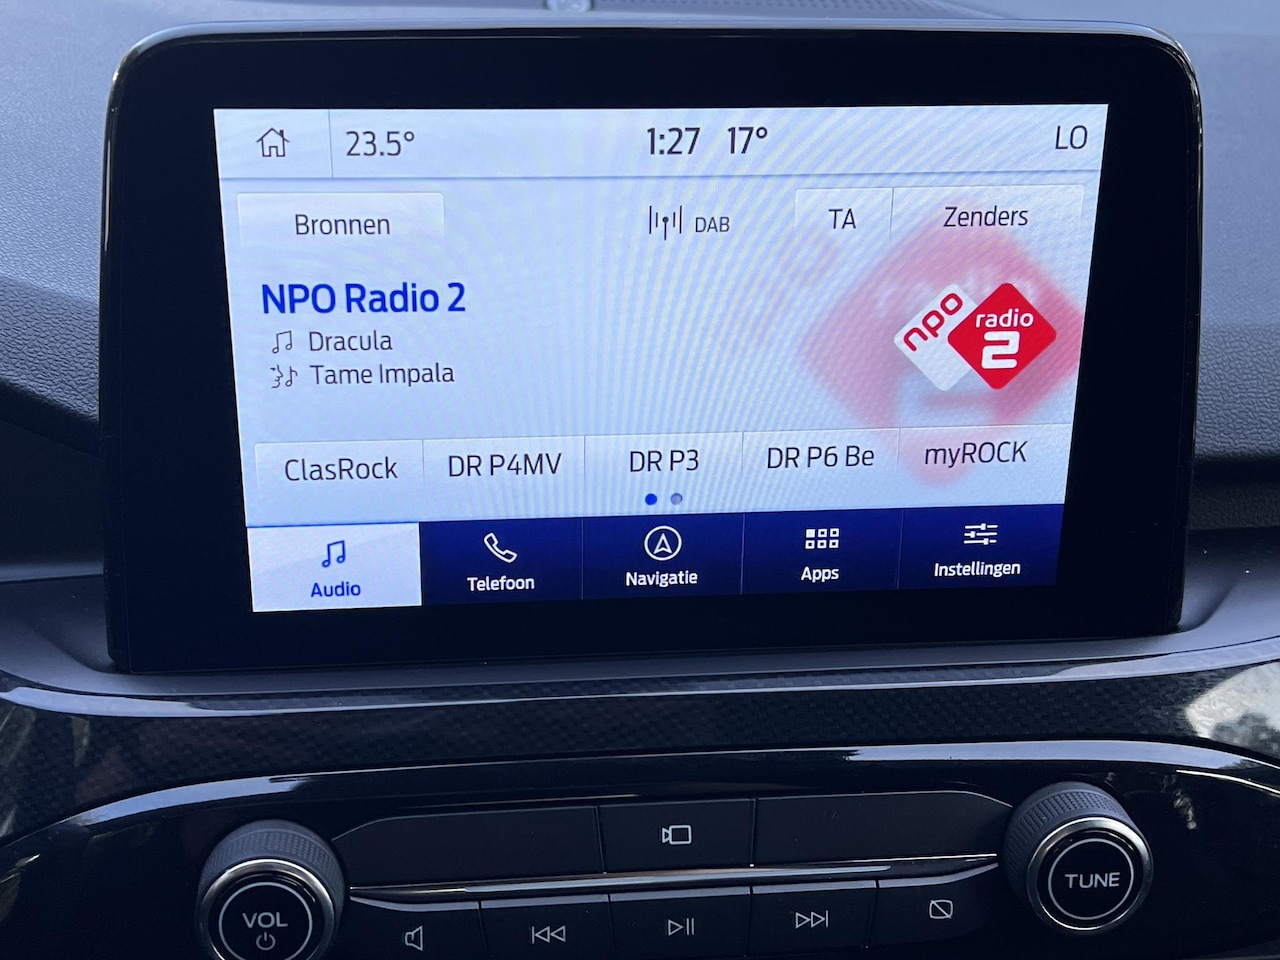 23.5° 1:27 17° LO
Bronnen DAB TA Zenders
NPO Radio 2
Dracula
Tame Impala
npo radio 2
ClasRock DR P4MV DR P3 DR P6 Be myROCK
Audio Telefoon Navigatie Apps Instellingen
VOL TUNE